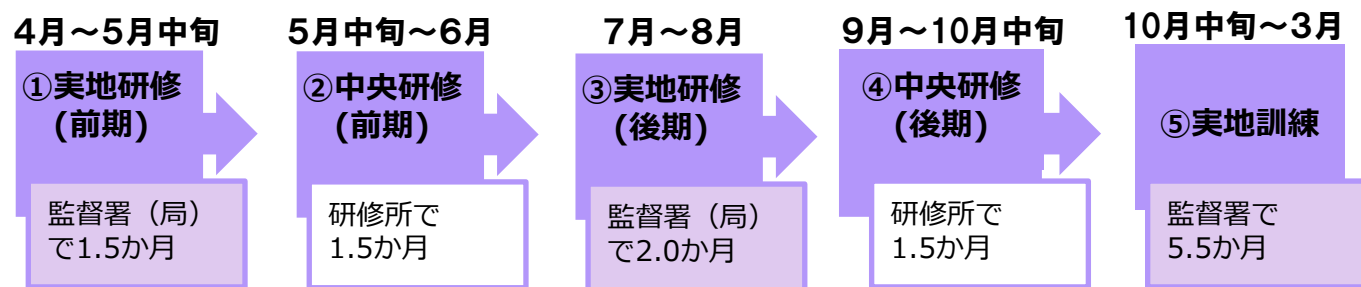 4月～5月中旬
①実地研修
(前期)
監督署（局）
で1.5か月
5月中旬～6月
②中央研修
(前期)
研修所で
1.5か月
7月～8月
③実地研修
(後期)
監督署（局）
で2.0か月
9月～10月中旬
④中央研修
(後期)
研修所で
1.5か月
10月中旬～3月
⑤実地訓練
監督署で
5.5か月